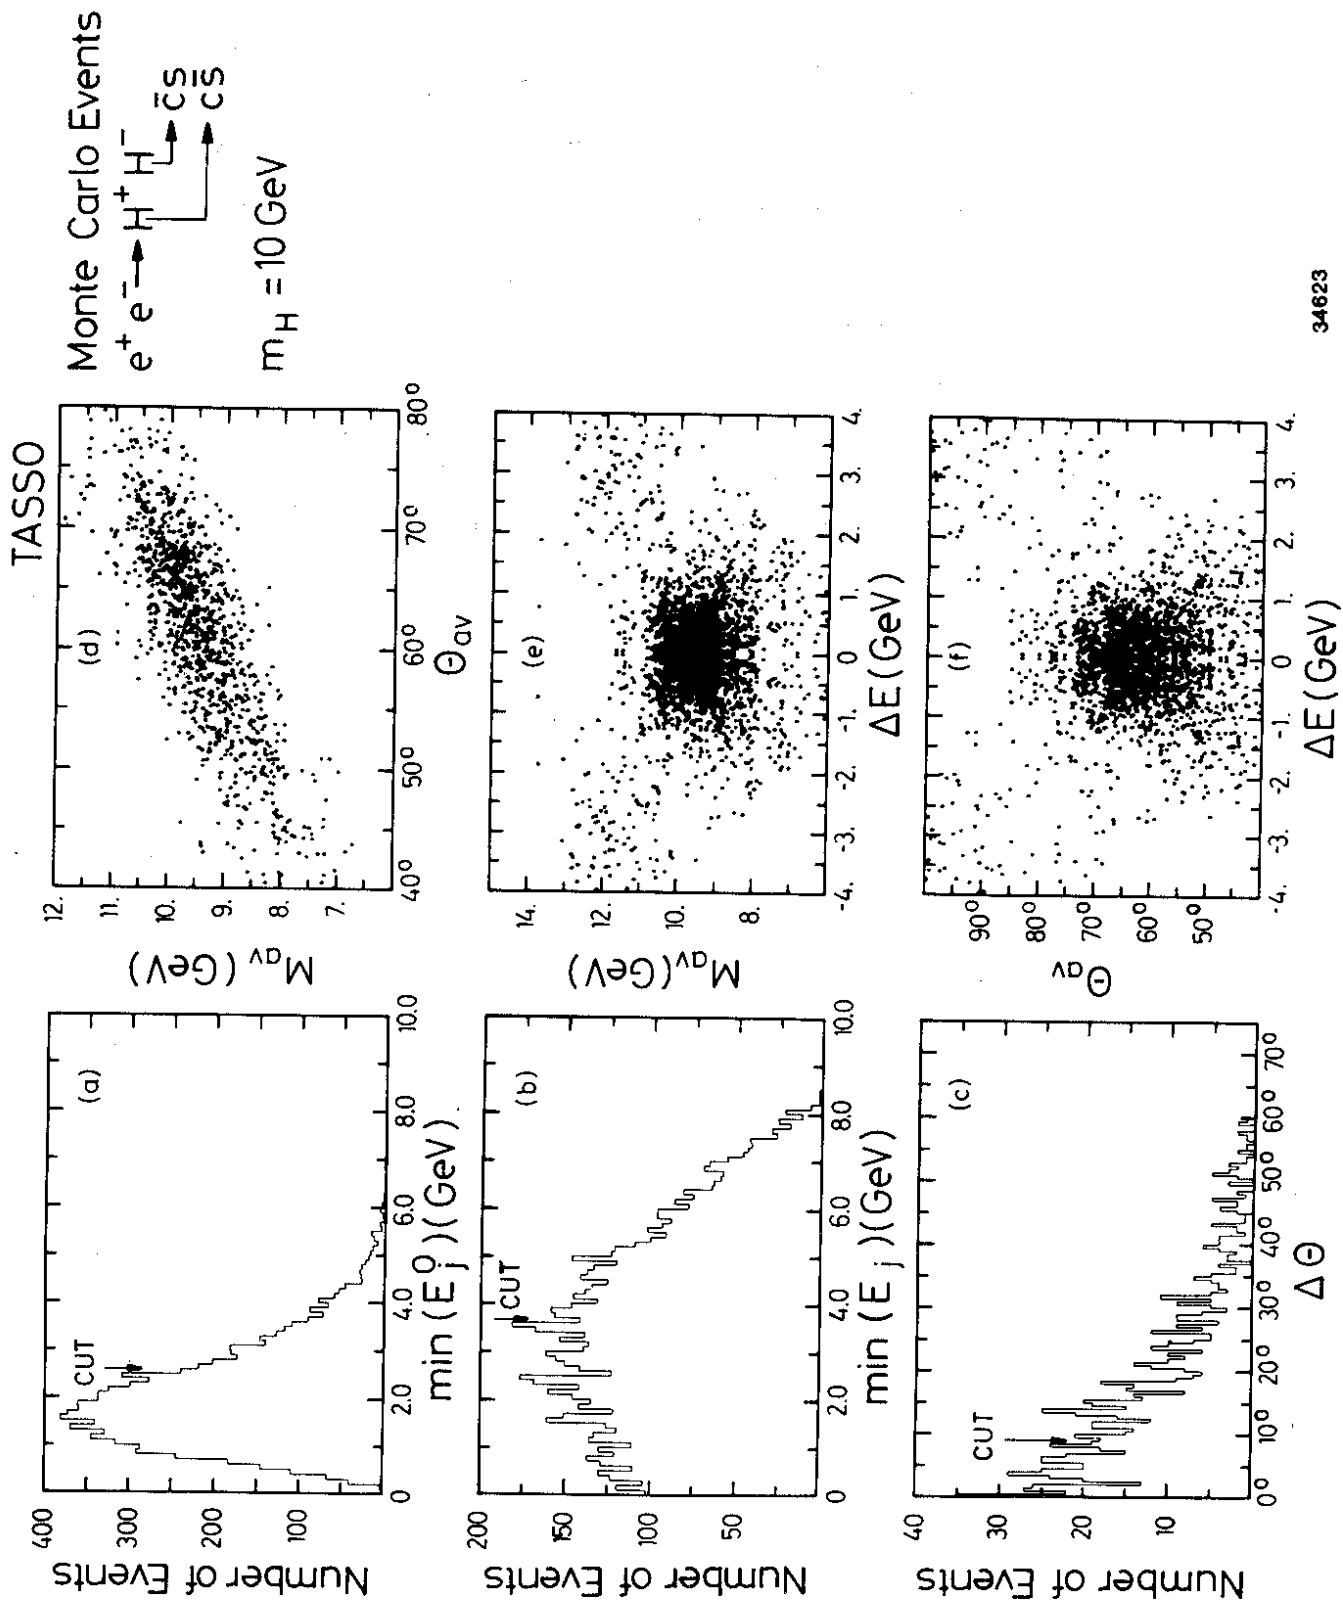 TASSO
Monte Carlo Events
e⁺ e⁻ → H⁺ H⁻
c̄ s
c s̄
m_H = 10 GeV
(a)
CUT
400
300
200
100
Number of Events
0
2.0
4.0
6.0
8.0
10.0
min (E_j^0) (GeV)
(b)
CUT
200
150
100
50
Number of Events
0
2.0
4.0
6.0
8.0
10.0
min (E_j) (GeV)
(c)
CUT
40
30
20
10
Number of Events
0°
10°
20°
30°
40°
50°
60°
70°
ΔΘ
(d)
12.
11.
10.
9.
8.
7.
M_av (GeV)
40°
50°
60°
70°
80°
Θ_av
(e)
14.
12.
10.
8.
M_av (GeV)
-4.
-3.
-2.
-1.
0
1.
2.
3.
4.
ΔE (GeV)
(f)
90°
80°
70°
60°
50°
Θ_av
-4.
-3.
-2.
-1.
0
1.
2.
3.
4.
ΔE (GeV)
34623